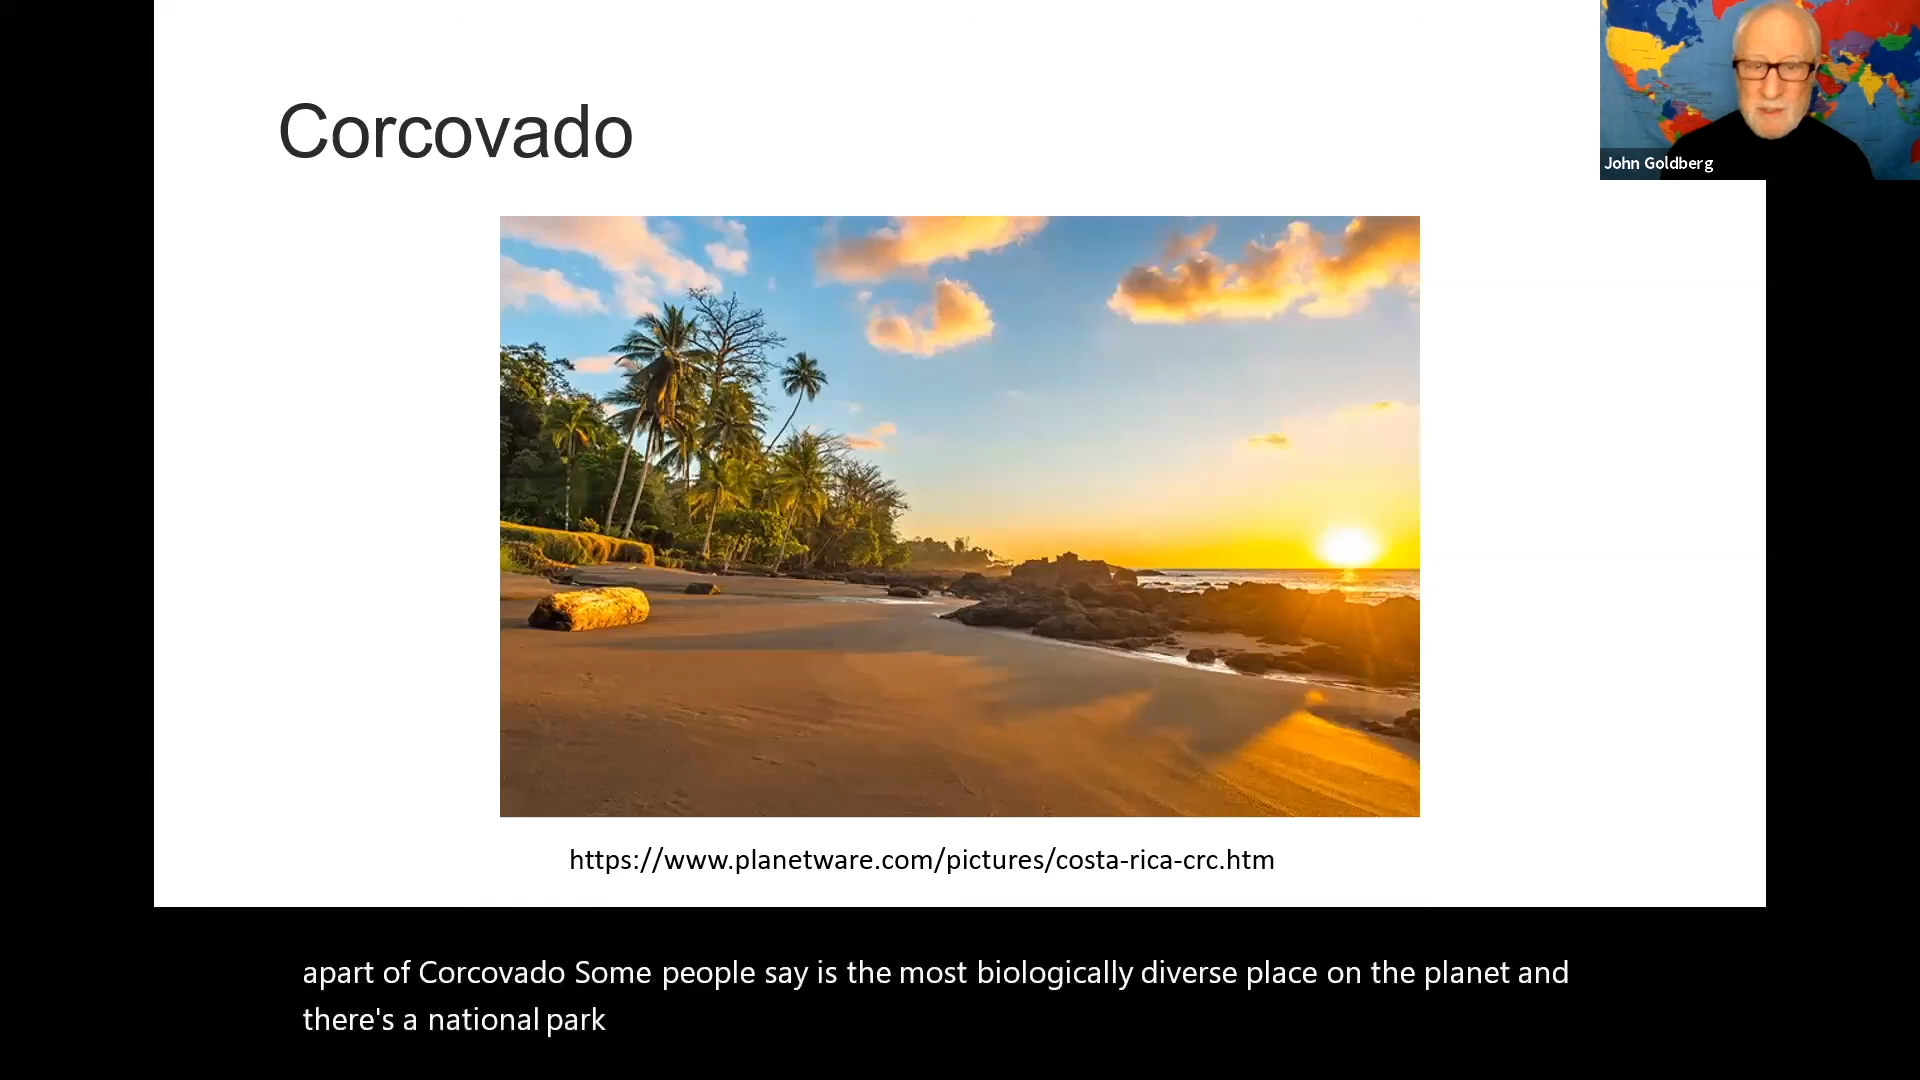 Corcovado
John Goldberg
https://www.planetware.com/pictures/costa-rica-crc.htm
apart of Corcovado Some people say is the most biologically diverse place on the planet and
there's a national park